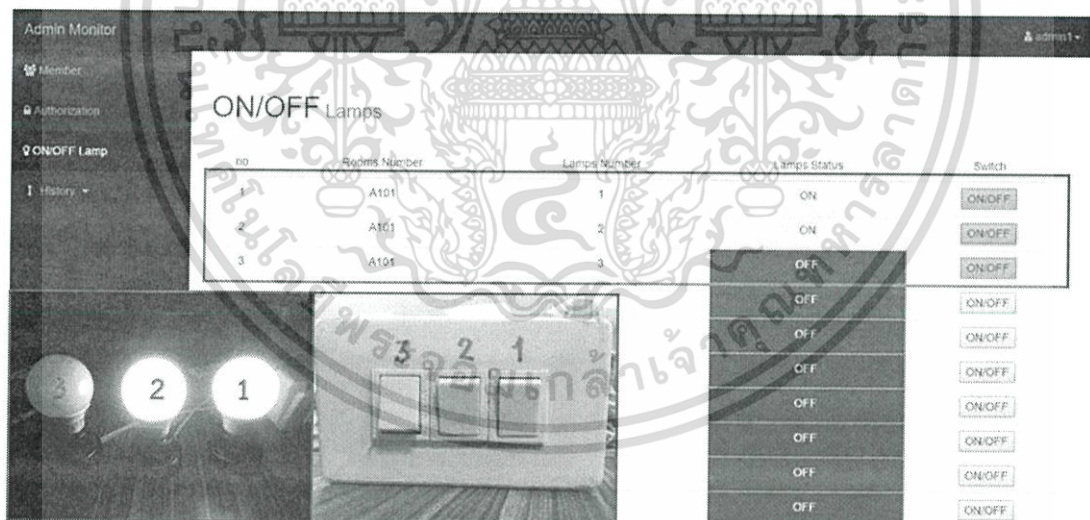 Admin Monitor
admin1
Member
Authorization
ON/OFF Lamp
History
ON/OFF Lamps
no Rooms Number Lamps Number Lamps Status Switch
1 A101 1 ON ON/OFF
2 A101 2 ON ON/OFF
3 A101 3 OFF ON/OFF
OFF ON/OFF
OFF ON/OFF
OFF ON/OFF
OFF ON/OFF
OFF ON/OFF
OFF ON/OFF
OFF ON/OFF
3 2 1
3 2 1